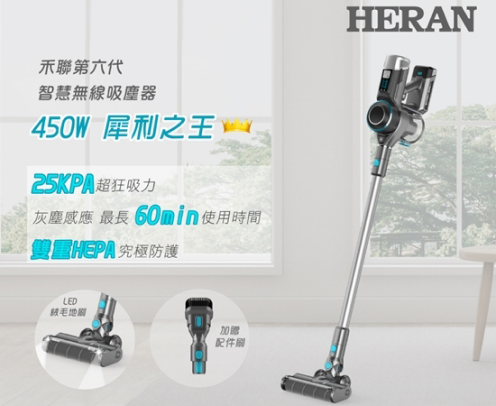 HERAN
禾聯第六代
智慧無線吸塵器
450W 犀利之王
25KPA超狂吸力
灰塵感應 最長 60min使用時間
雙重HEPA究極防護
LED
絨毛地刷
加贈
配件刷